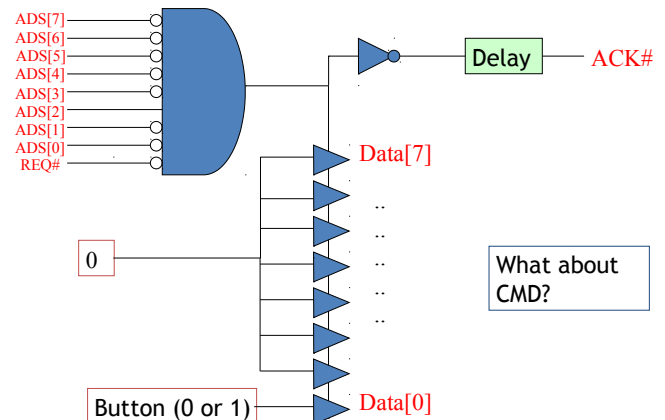 ADS[7]
ADS[6]
ADS[5]
ADS[4]
ADS[3]
ADS[2]
ADS[1]
ADS[0]
REQ#
Delay
ACK#
Data[7]
..
..
..
..
0
What about
CMD?
Button (0 or 1)
Data[0]